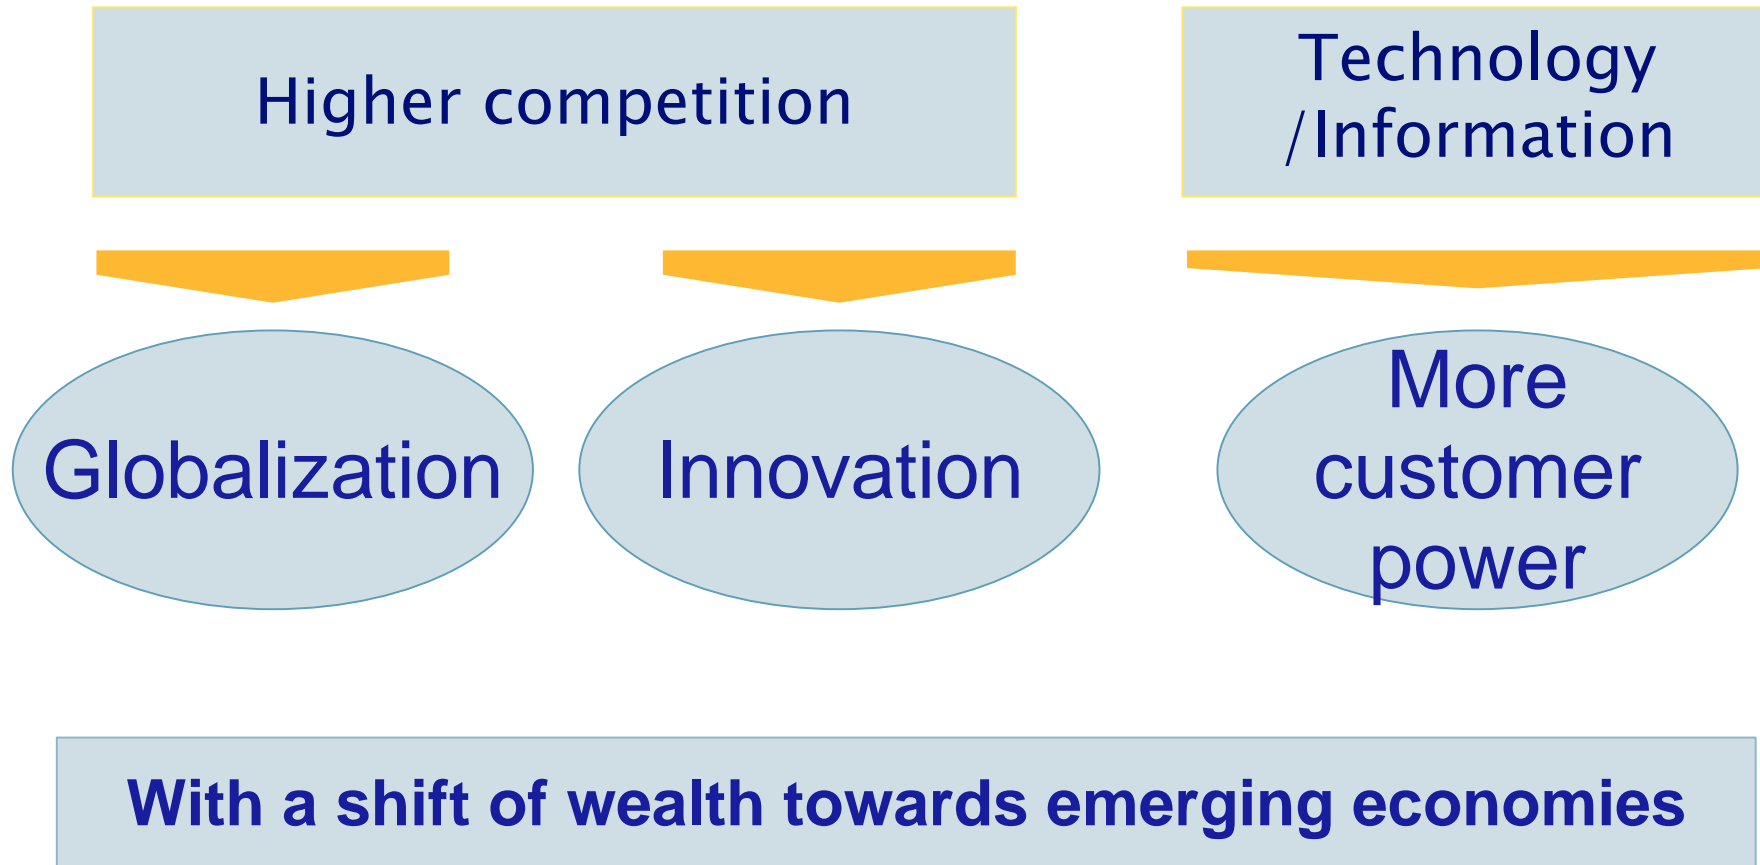 Higher competition
Technology
/Information
Globalization
Innovation
More
customer
power
With a shift of wealth towards emerging economies